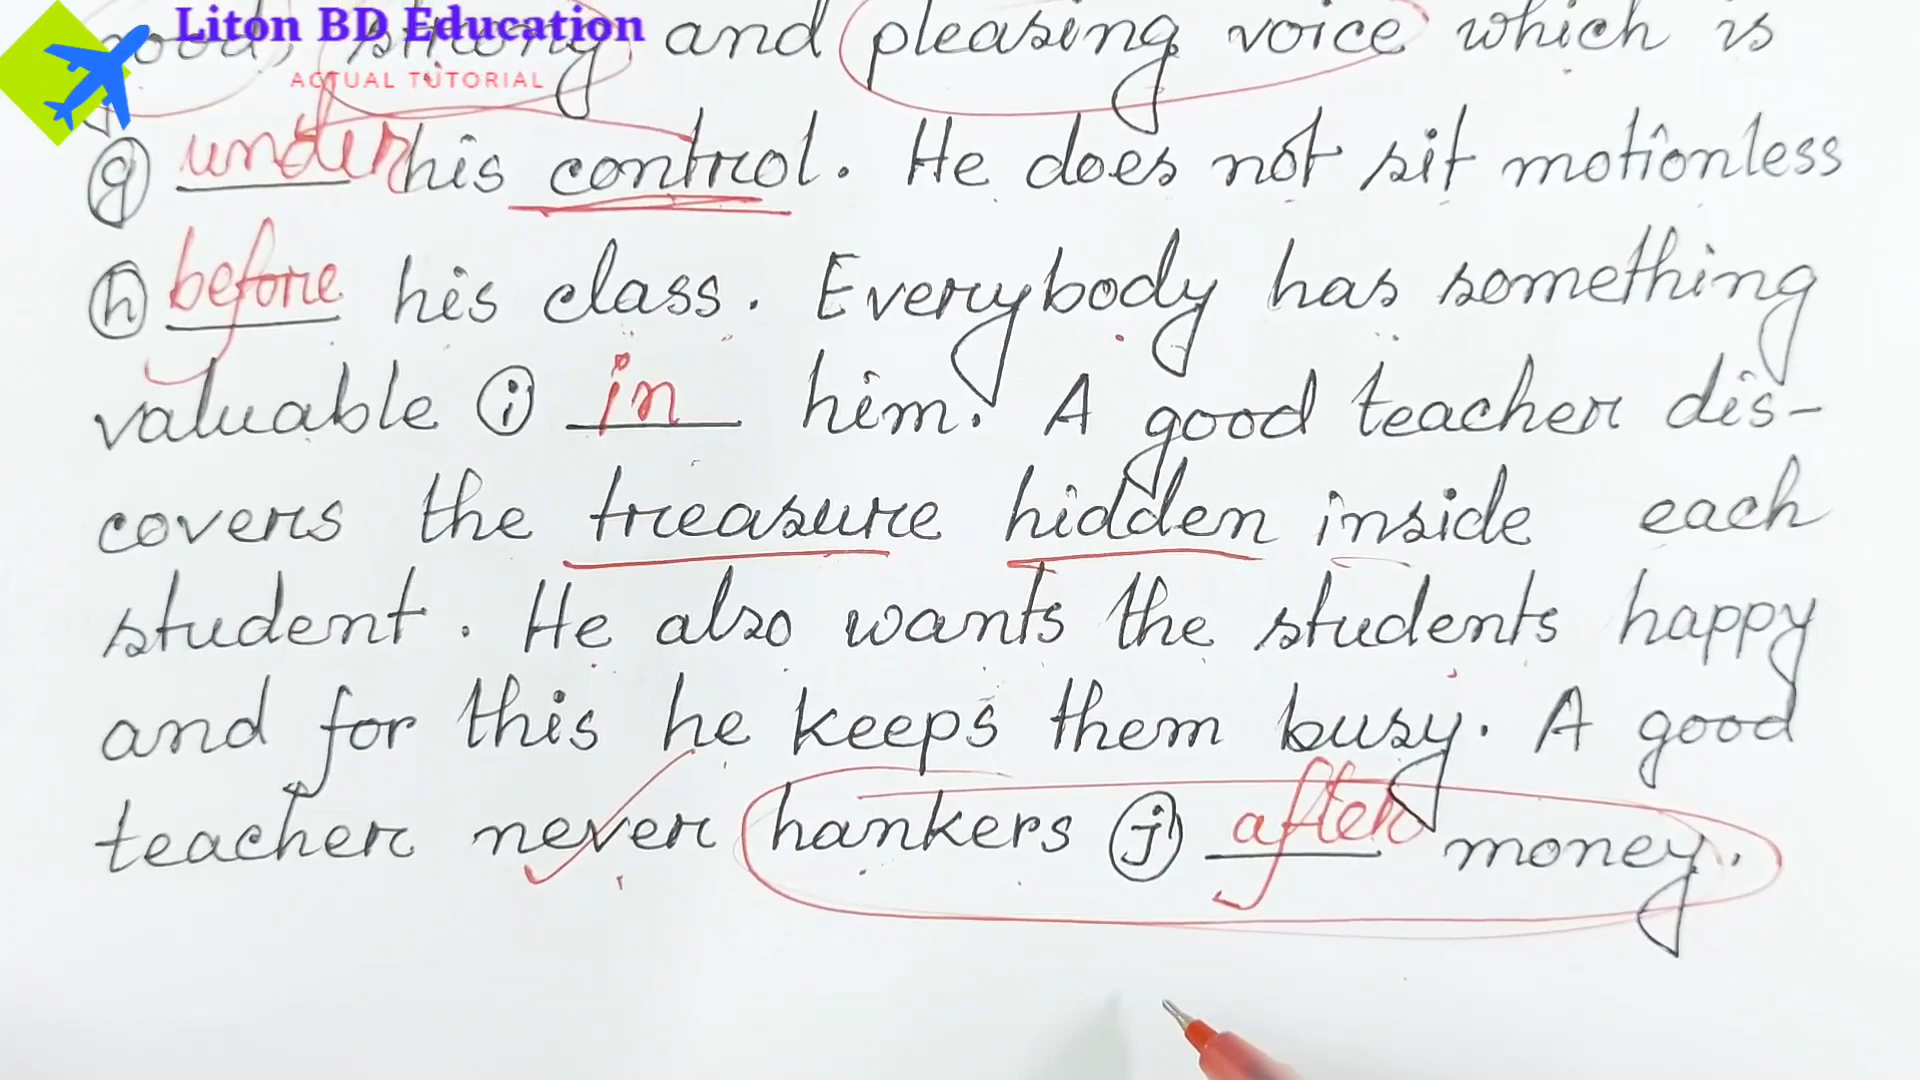 Liton BD Education
ACTUAL TUTORIAL
good, strong and pleasing voice which is
(g) under his control. He does not sit motionless
(h) before his class. Everybody has something
valuable (i) in him. A good teacher dis-
covers the treasure hidden inside each
student. He also wants the students happy
and for this he keeps them busy. A good
teacher never hankers (j) after money.